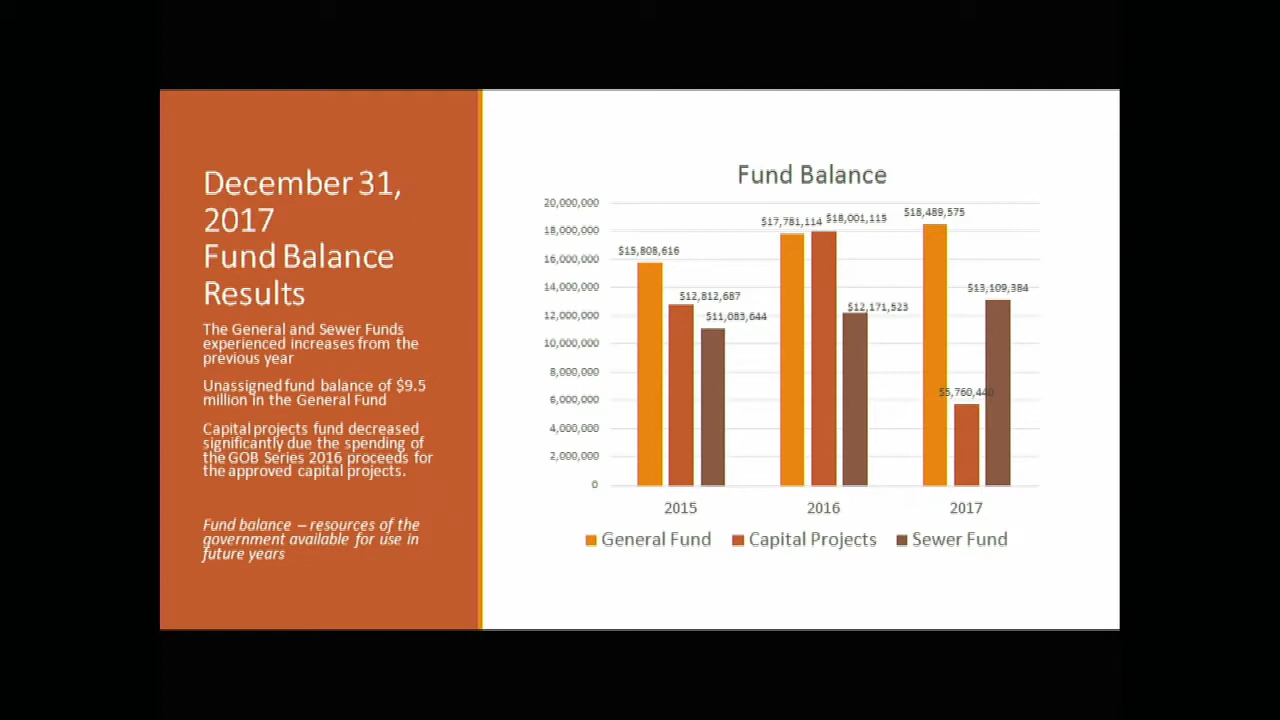 December 31,
2017
Fund Balance
Results
The General and Sewer Funds
experienced increases from the
previous year
Unassigned fund balance of $9.5
million in the General Fund
Capital projects fund decreased
significantly due the spending of
the GOB Series 2016 proceeds for
the approved capital projects.
Fund balance – resources of the
government available for use in
future years
Fund Balance
20,000,000
18,000,000
16,000,000
14,000,000
12,000,000
10,000,000
8,000,000
6,000,000
4,000,000
2,000,000
0
$15,808,616
$12,812,687
$11,083,644
$17,781,114
$18,001,115
$12,171,523
$18,489,575
$5,760,440
$13,109,384
2015 2016 2017
General Fund Capital Projects Sewer Fund